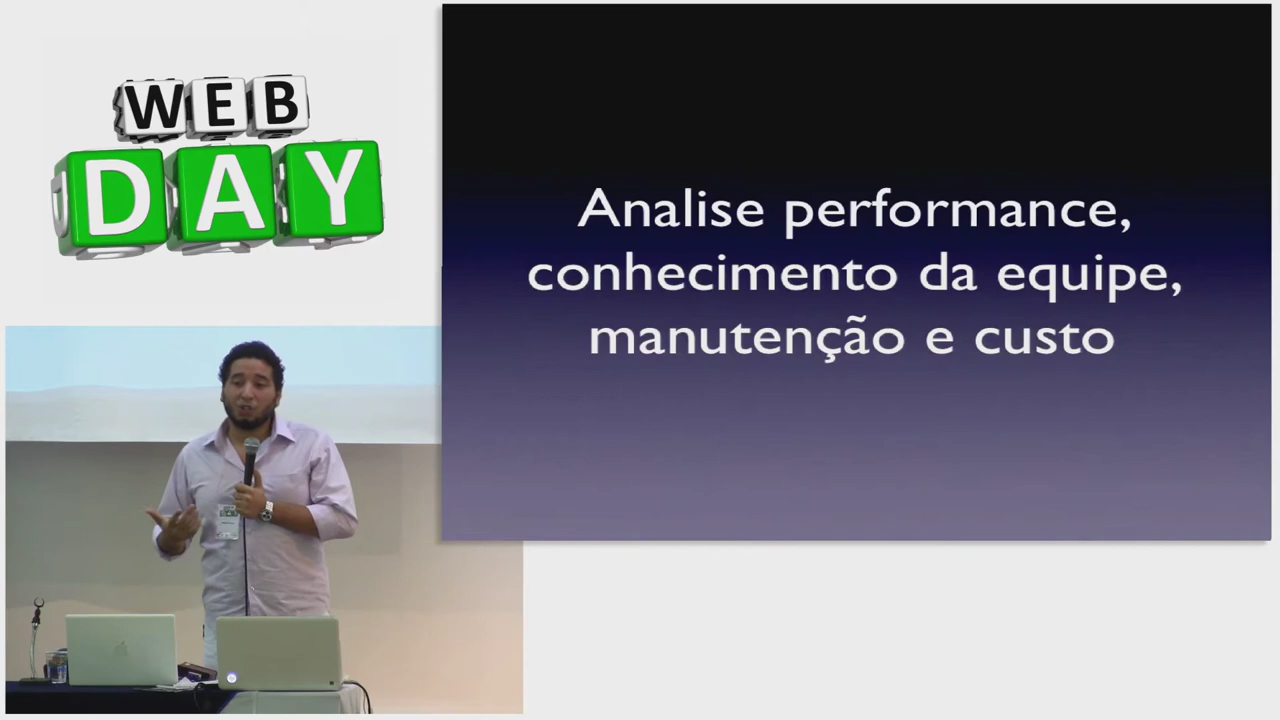 WEB
DAY
Analise performance,
conhecimento da equipe,
manutenção e custo